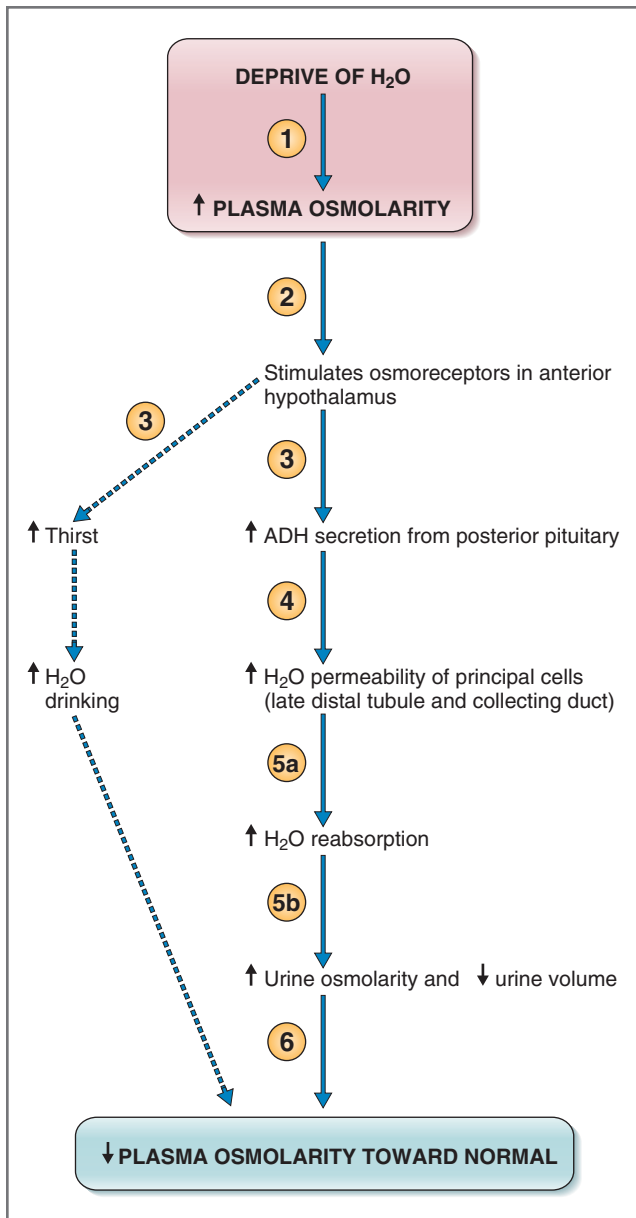 DEPRIVE OF H₂O
1
↑ PLASMA OSMOLARITY
2
Stimulates osmoreceptors in anterior
hypothalamus
3
3
↑ Thirst
↑ ADH secretion from posterior pituitary
4
↑ H₂O
drinking
↑ H₂O permeability of principal cells
(late distal tubule and collecting duct)
5a
↑ H₂O reabsorption
5b
↑ Urine osmolarity and ↓ urine volume
6
↓ PLASMA OSMOLARITY TOWARD NORMAL